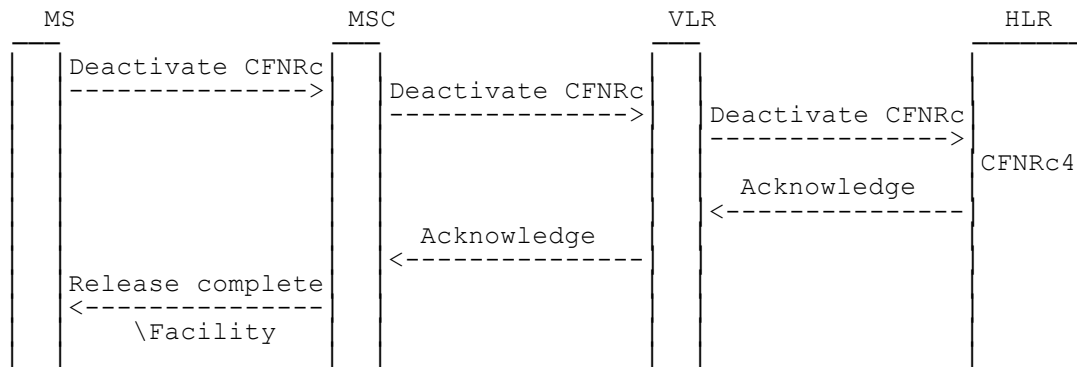 MS MSC VLR HLR
Deactivate CFNRc
Deactivate CFNRc
Deactivate CFNRc
CFNRc4
Acknowledge
Acknowledge
Release complete
\Facility